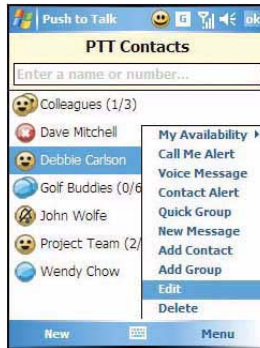 Push to Talk G ok
PTT Contacts
Enter a name or number...
Colleagues (1/3)
Dave Mitchell
Debbie Carlson
Golf Buddies (0/6
John Wolfe
Project Team (2/
Wendy Chow
My Availability
Call Me Alert
Voice Message
Contact Alert
Quick Group
New Message
Add Contact
Add Group
Edit
Delete
New Menu